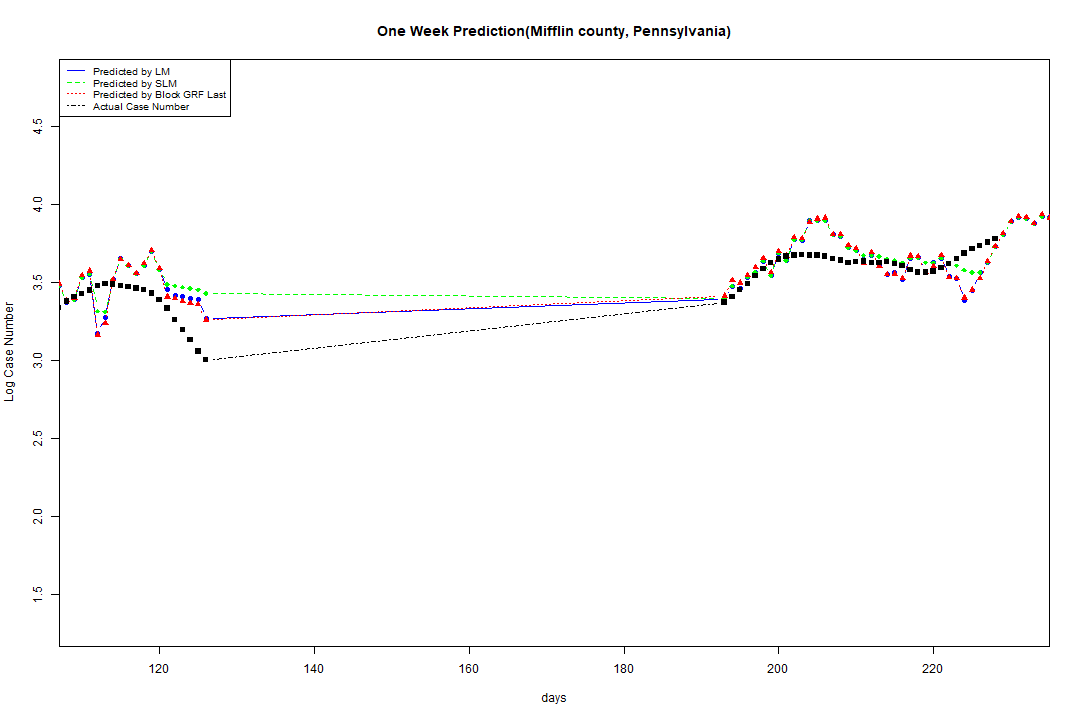 One Week Prediction(Mifflin county, Pennsylvania)
Predicted by LM
Predicted by SLM
Predicted by Block GRF Last
Actual Case Number
4.5
4.0
3.5
3.0
2.5
2.0
1.5
Log Case Number
120 140 160 180 200 220
days